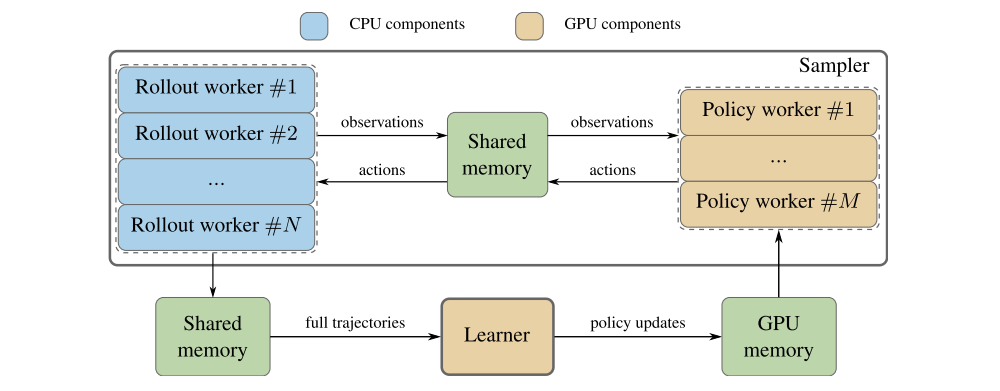 CPU components
GPU components
Sampler
Rollout worker #1
Rollout worker #2
...
Rollout worker #N
observations
actions
Shared
memory
observations
actions
Policy worker #1
...
Policy worker #M
Shared
memory
full trajectories
Learner
policy updates
GPU
memory